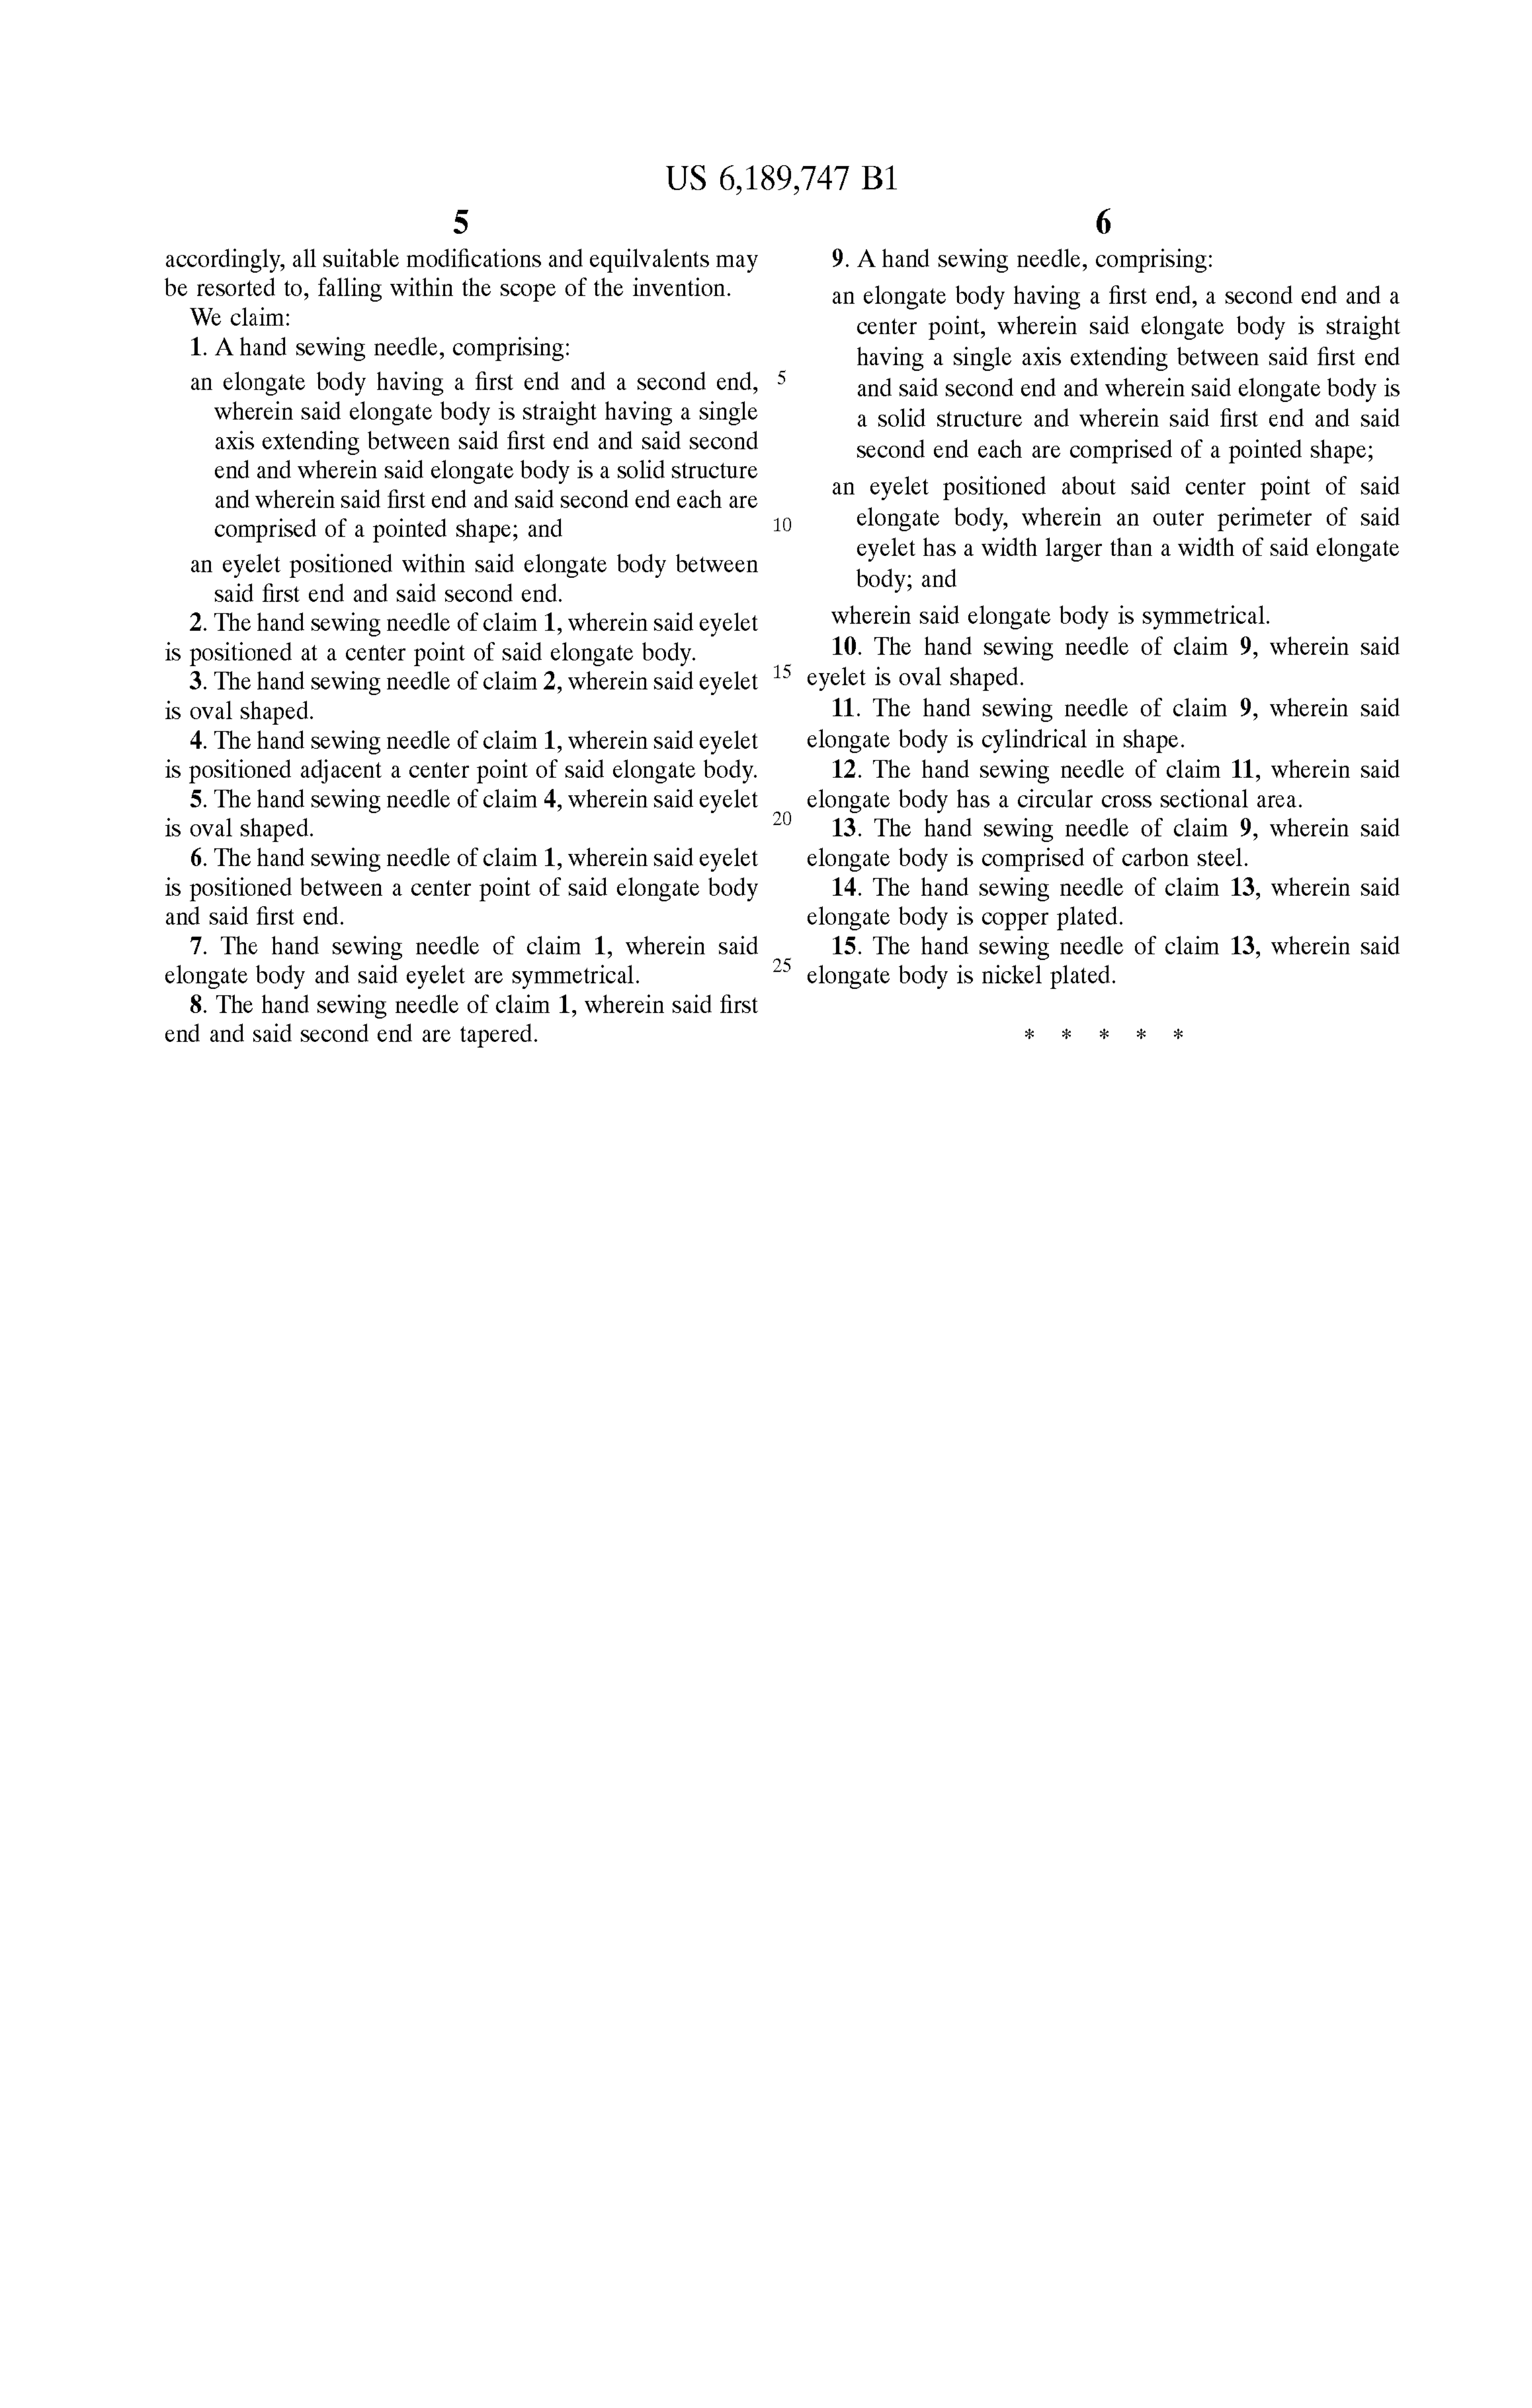 US 6,189,747 B1
5
accordingly, all suitable modifications and equilvalents may
be resorted to, falling within the scope of the invention.
We claim:
1. A hand sewing needle, comprising:
an elongate body having a first end and a second end,
wherein said elongate body is straight having a single
axis extending between said first end and said second
end and wherein said elongate body is a solid structure
and wherein said first end and said second end each are
comprised of a pointed shape; and
an eyelet positioned within said elongate body between
said first end and said second end.
2. The hand sewing needle of claim 1, wherein said eyelet
is positioned at a center point of said elongate body.
3. The hand sewing needle of claim 2, wherein said eyelet
is oval shaped.
4. The hand sewing needle of claim 1, wherein said eyelet
is positioned adjacent a center point of said elongate body.
5. The hand sewing needle of claim 4, wherein said eyelet
is oval shaped.
6. The hand sewing needle of claim 1, wherein said eyelet
is positioned between a center point of said elongate body
and said first end.
7. The hand sewing needle of claim 1, wherein said
elongate body and said eyelet are symmetrical.
8. The hand sewing needle of claim 1, wherein said first
end and said second end are tapered.
5
10
15
20
25
6
9. A hand sewing needle, comprising:
an elongate body having a first end, a second end and a
center point, wherein said elongate body is straight
having a single axis extending between said first end
and said second end and wherein said elongate body is
a solid structure and wherein said first end and said
second end each are comprised of a pointed shape;
an eyelet positioned about said center point of said
elongate body, wherein an outer perimeter of said
eyelet has a width larger than a width of said elongate
body; and
wherein said elongate body is symmetrical.
10. The hand sewing needle of claim 9, wherein said
eyelet is oval shaped.
11. The hand sewing needle of claim 9, wherein said
elongate body is cylindrical in shape.
12. The hand sewing needle of claim 11, wherein said
elongate body has a circular cross sectional area.
13. The hand sewing needle of claim 9, wherein said
elongate body is comprised of carbon steel.
14. The hand sewing needle of claim 13, wherein said
elongate body is copper plated.
15. The hand sewing needle of claim 13, wherein said
elongate body is nickel plated.
* * * * *